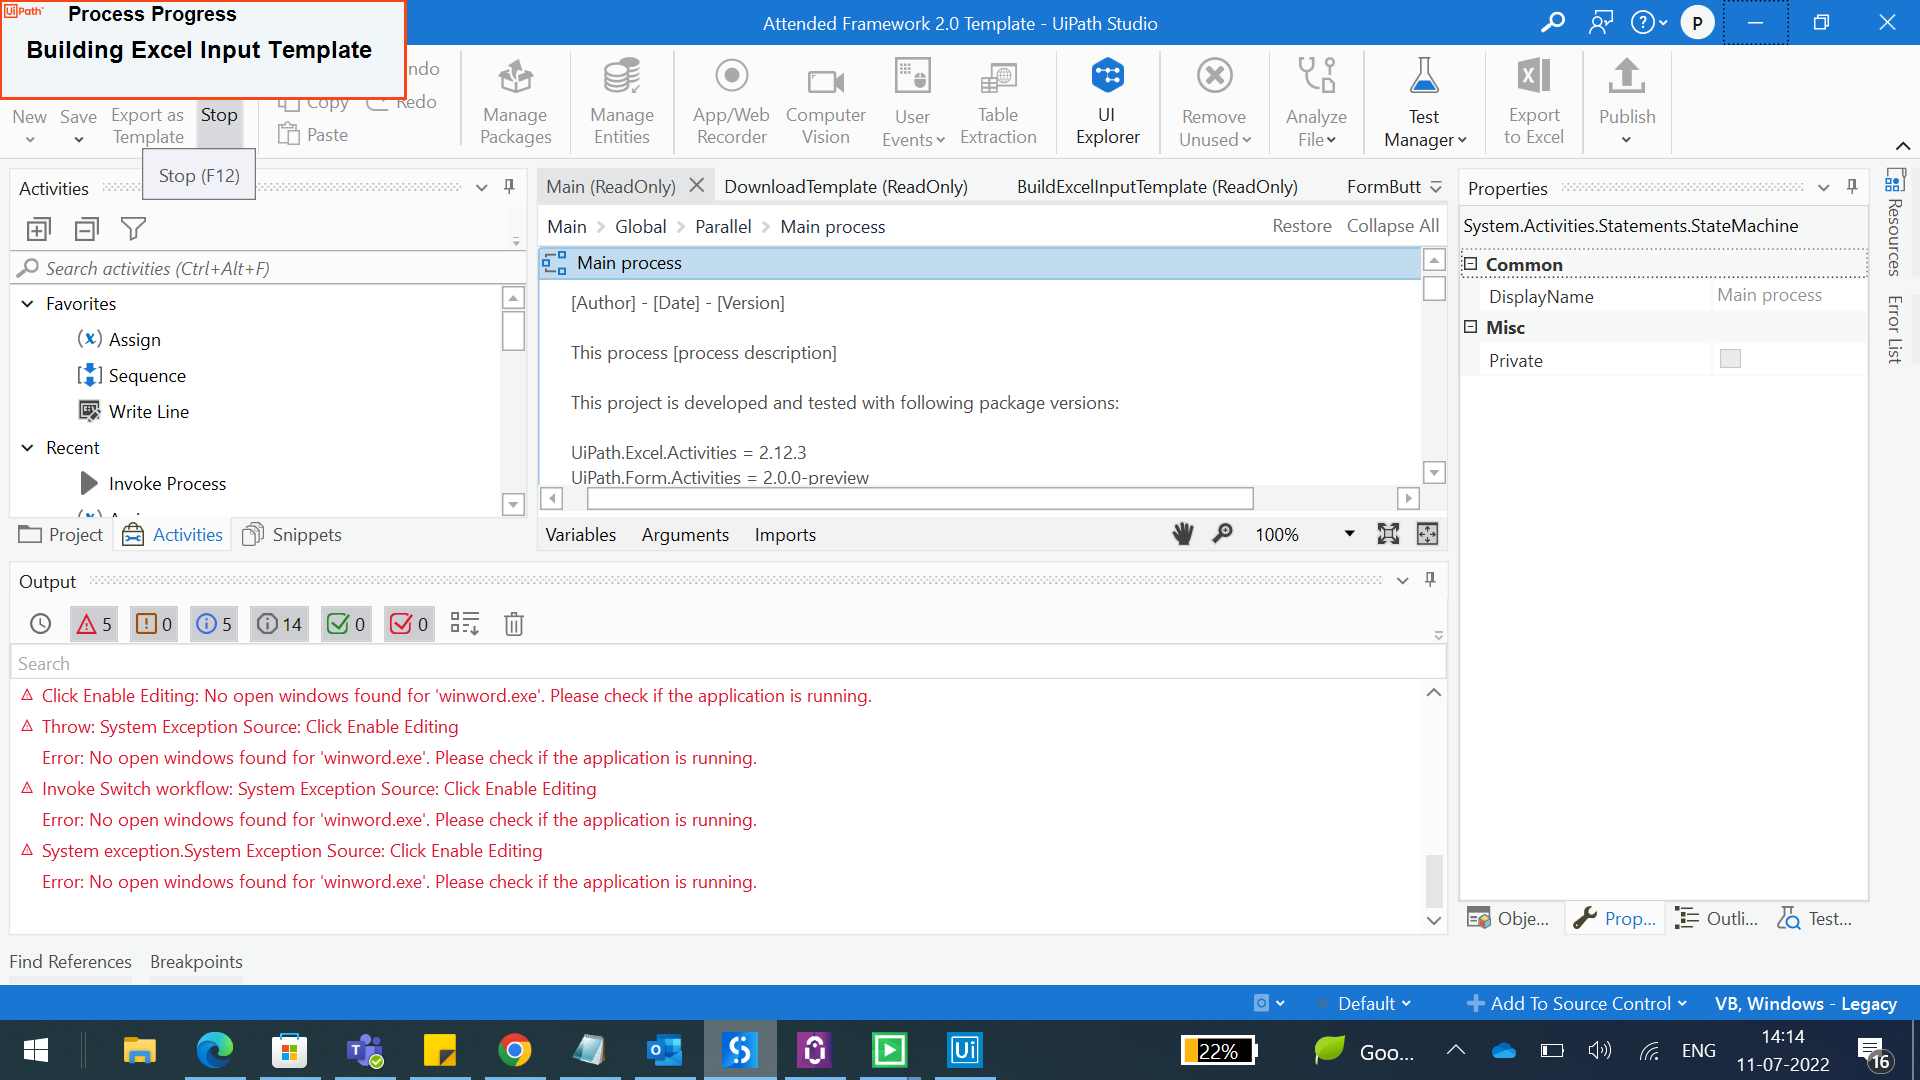 UiPath
Process Progress
Building Excel Input Template
Attended Framework 2.0 Template - UiPath Studio
P
New
Save
Export as Template
Stop
Copy
Paste
Redo
Manage Packages
Manage Entities
App/Web Recorder
Computer Vision
User Events
Table Extraction
UI Explorer
Remove Unused
Analyze File
Test Manager
Export to Excel
Publish
Stop (F12)
Activities
Search activities (Ctrl+Alt+F)
Favorites
Assign
Sequence
Write Line
Recent
Invoke Process
Project
Activities
Snippets
Main (ReadOnly)
DownloadTemplate (ReadOnly)
BuildExcelInputTemplate (ReadOnly)
FormButt
Main > Global > Parallel > Main process
Restore
Collapse All
Main process
[Author] - [Date] - [Version]
This process [process description]
This project is developed and tested with following package versions:
UiPath.Excel.Activities = 2.12.3
UiPath.Form.Activities = 2.0.0-preview
Variables
Arguments
Imports
100%
Properties
System.Activities.Statements.StateMachine
Common
DisplayName
Main process
Misc
Private
Resources
Error List
Obje...
Prop...
Outli...
Test...
Output
5
0
5
14
0
0
Search
Click Enable Editing: No open windows found for 'winword.exe'. Please check if the application is running.
Throw: System Exception Source: Click Enable Editing
Error: No open windows found for 'winword.exe'. Please check if the application is running.
Invoke Switch workflow: System Exception Source: Click Enable Editing
Error: No open windows found for 'winword.exe'. Please check if the application is running.
System exception.System Exception Source: Click Enable Editing
Error: No open windows found for 'winword.exe'. Please check if the application is running.
Find References
Breakpoints
Default
Add To Source Control
VB, Windows - Legacy
22%
Goo...
ENG
14:14
11-07-2022
16